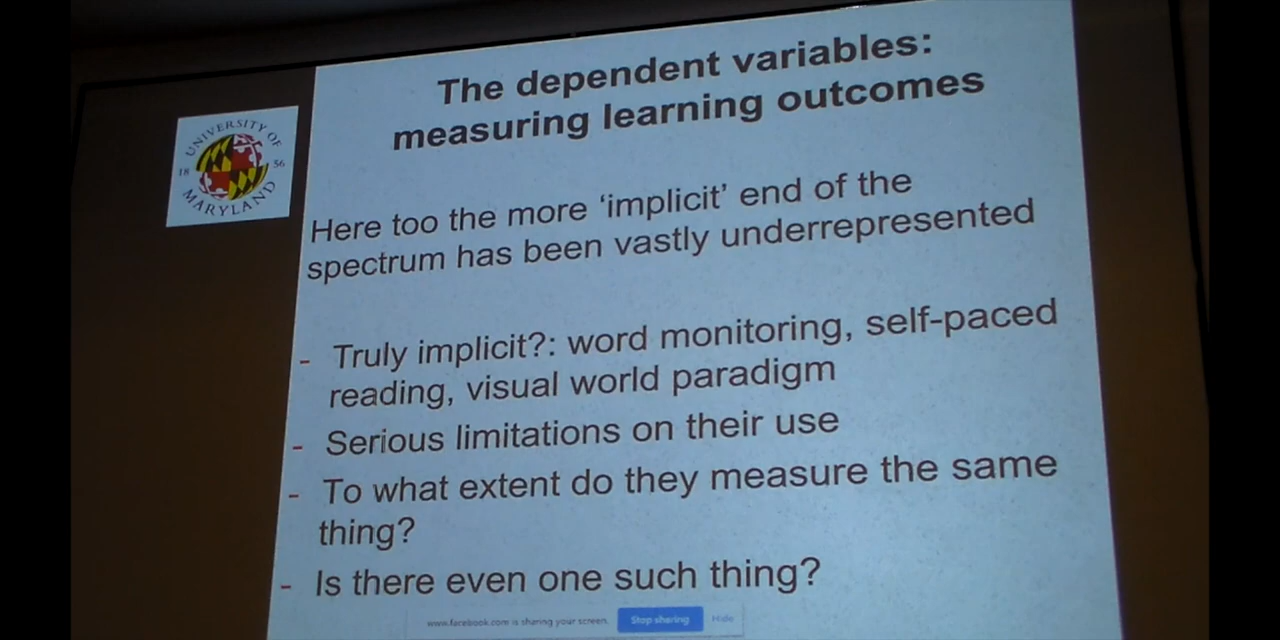 The dependent variables:
measuring learning outcomes
UNIVERSITY OF
18 56
MARYLAND
Here too the more ‘implicit’ end of the
spectrum has been vastly underrepresented
- Truly implicit?: word monitoring, self-paced
reading, visual world paradigm
- Serious limitations on their use
- To what extent do they measure the same
thing?
- Is there even one such thing?
www.facebook.com is sharing your screen. Stop sharing Hide